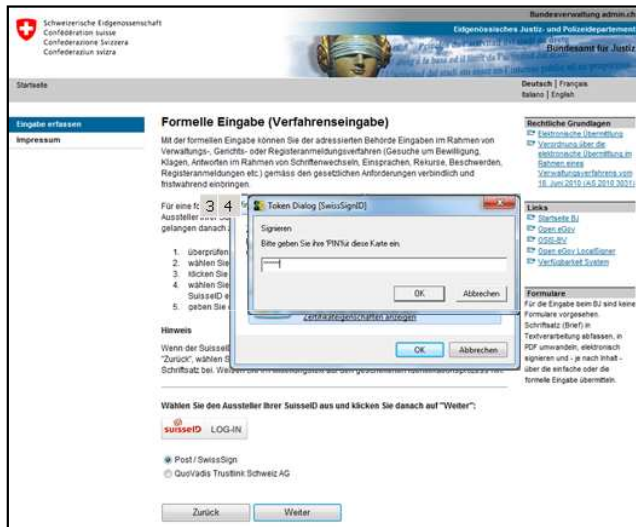 Schweizerische Eidgenossenschaft
Confédération suisse
Confederazione Svizzera
Confederaziun svizra
Bundesverwaltung admin.ch
Eidgenössisches Justiz- und Polizeidepartement
Bundesamt für Justiz
Startseite
Deutsch | Français
Italiano | English
Eingabe erfassen
Impressum
Formelle Eingabe (Verfahrenseingabe)
Mit der formellen Eingabe können Sie der adressierten Behörde Eingaben im Rahmen von
Verwaltungs-, Gerichts- oder Registeranmeldungsverfahren (Gesuche um Bewilligung,
Klagen, Antworten im Rahmen von Schriftenwechseln, Einsprachen, Rekurse, Beschwerden,
Registeranmeldungen etc.) gemäss den gesetzlichen Anforderungen verbindlich und
fristwahrend einbringen.
Für eine
Aussteller Ihrer
gelangen danach
1. überprüfen
2. wählen Sie
3. klicken Sie
4. wählen Sie
SuisseID
5. geben Sie
3 4
Token Dialog [SwissSignID]
Signieren
Bitte geben Sie ihre 'PIN' für diese Karte ein.
OK
Abbrechen
Zertifikateigenschaften anzeigen
OK
Abbrechen
Hinweis
Wenn der SuisseID
"Zurück", wählen
Wählen Sie den Aussteller Ihrer SuisseID aus und klicken Sie danach auf "Weiter":
suisseID LOG-IN
Post / SwissSign
QuoVadis Trustlink Schweiz AG
Zurück
Weiter
Rechtliche Grundlagen
Elektronische Übermittlung
Verordnung über die
elektronische Übermittlung im
Rahmen eines
Verwaltungsverfahrens vom
18. Juni 2010 (AS 2010 3031)
Links
Startseite BJ
Open eGov
OSIS-BV
Open eGov LocalSigner
Verfügbarkeit System
Formulare
Für die Eingabe beim BJ sind keine
Formulare vorgesehen.
Schriftsatz (Brief) in
Textverarbeitung abfassen, in
PDF umwandeln, elektronisch
signieren und - je nach Inhalt -
über die einfache oder die
formelle Eingabe übermitteln.